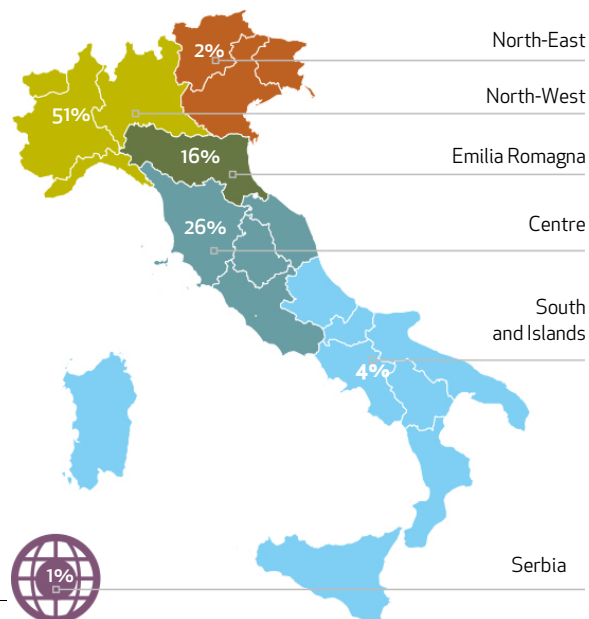 2%
North-East
North-West
51%
16%
Emilia Romagna
26%
Centre
South
and Islands
4%
1%
Serbia